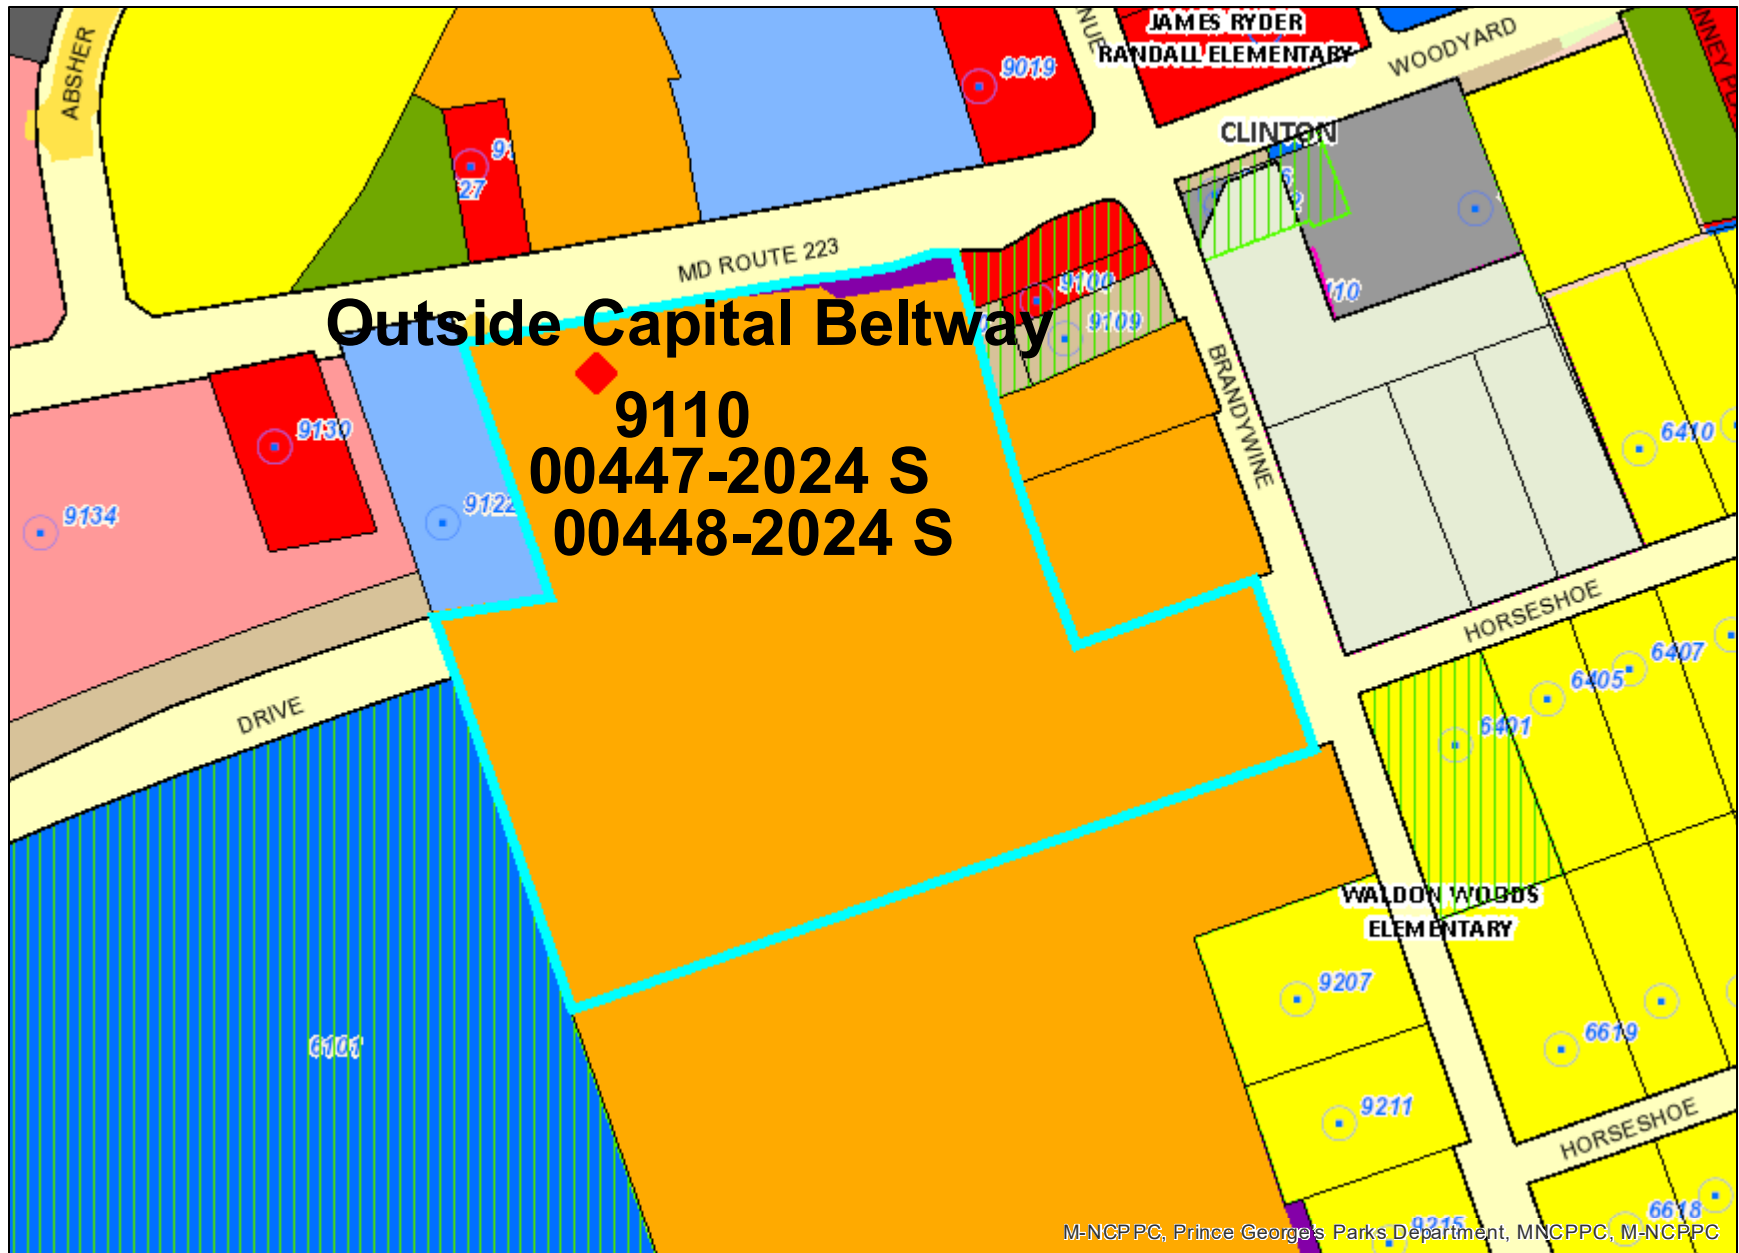 ABSHER
NUE
JAMES RYDER
RANDALL ELEMENTARY
WOODYARD
9019
CLINTON
27
MD ROUTE 223
Outside Capital Beltway
9100
9109
9110
00447-2024 S
00448-2024 S
9130
9134
9122
BRANDYWINE
6410
HORSESHOE
6407
6405
6401
DRIVE
WALDON WOODS
ELEMENTARY
9207
6619
6101
9211
HORSESHOE
6618
9215
M-NCPPC, Prince George's Parks Department, MNCPPC, M-NCPPC